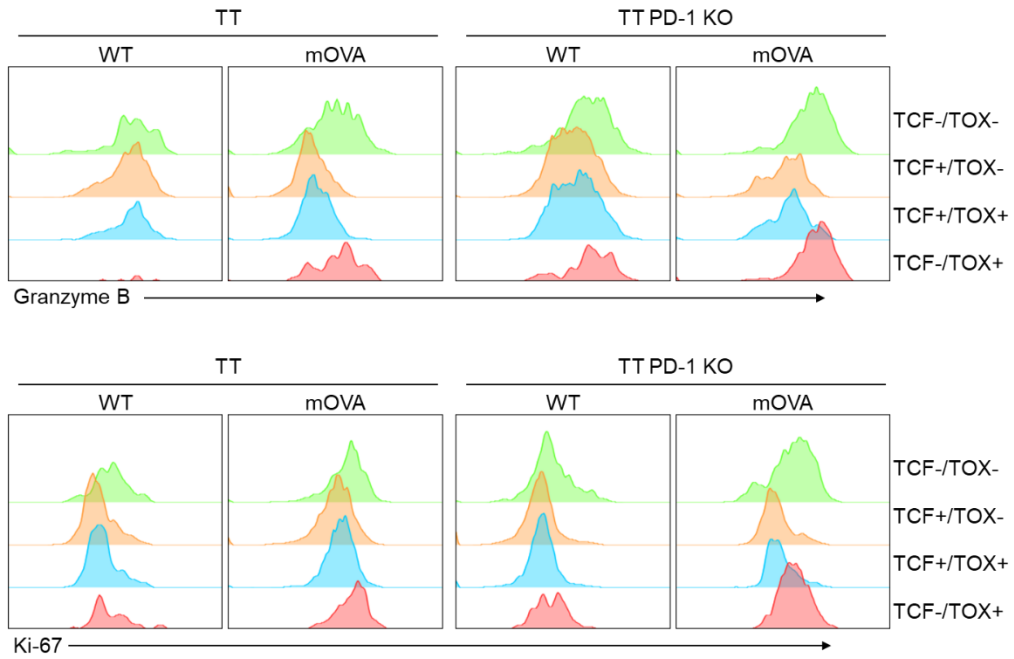 TT TT PD-1 KO
WT mOVA WT mOVA
TCF-/TOX-
TCF+/TOX-
TCF+/TOX+
TCF-/TOX+
Granzyme B
TT TT PD-1 KO
WT mOVA WT mOVA
TCF-/TOX-
TCF+/TOX-
TCF+/TOX+
TCF-/TOX+
Ki-67